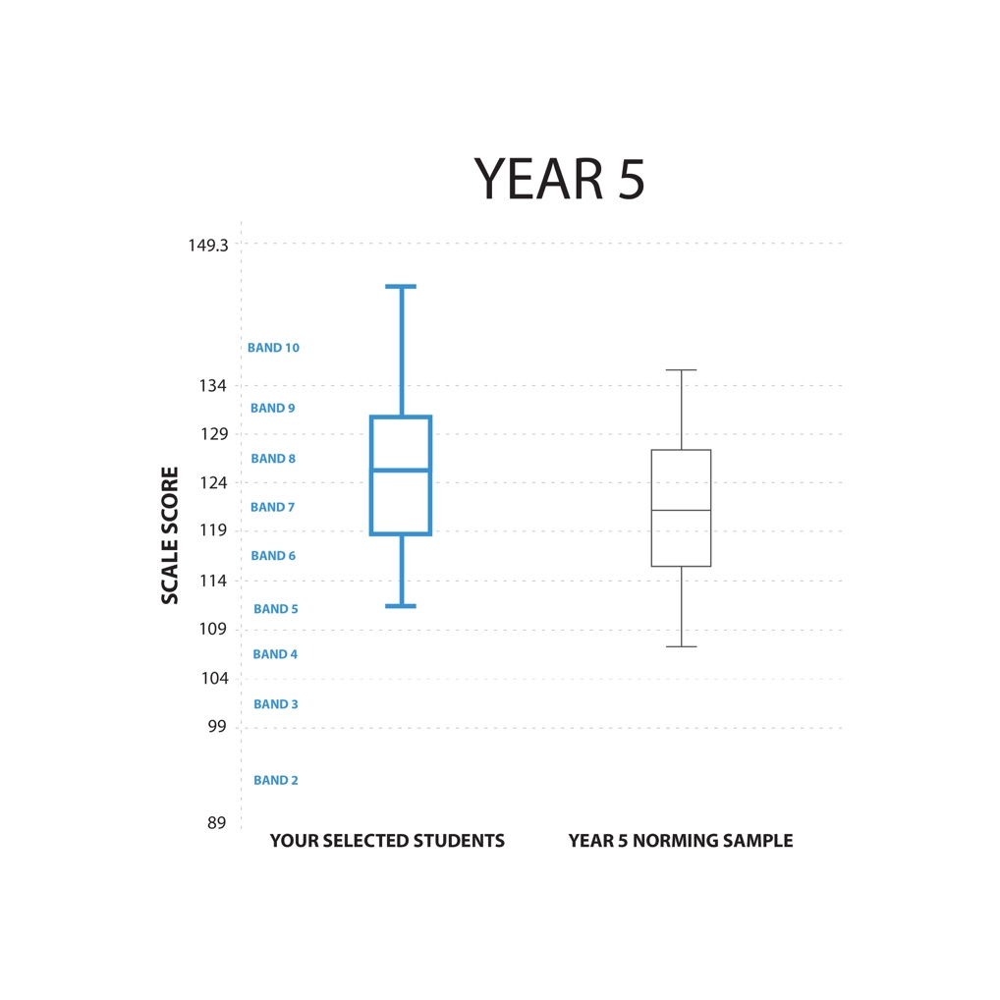 YEAR 5
149.3
BAND 10
134
BAND 9
129
BAND 8
124
BAND 7
119
BAND 6
114
BAND 5
109
BAND 4
104
BAND 3
99
BAND 2
89
SCALE SCORE
YOUR SELECTED STUDENTS
YEAR 5 NORMING SAMPLE